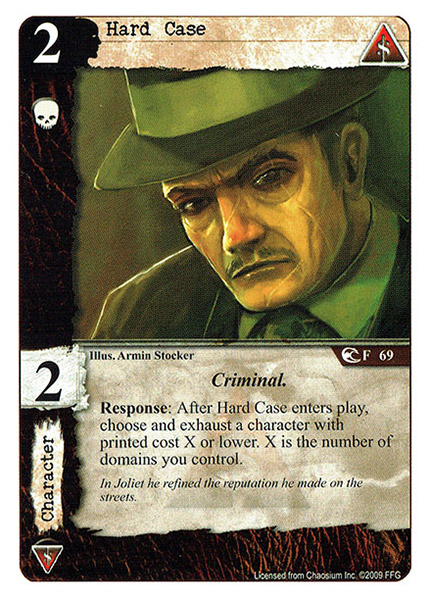 2
Hard Case
Illus. Armin Stocker
F 69
2
Character
Criminal.
Response: After Hard Case enters play,
choose and exhaust a character with
printed cost X or lower. X is the number of
domains you control.
In Joliet he refined the reputation he made on the
streets.
Licensed from Chaosium Inc. ©2009 FFG